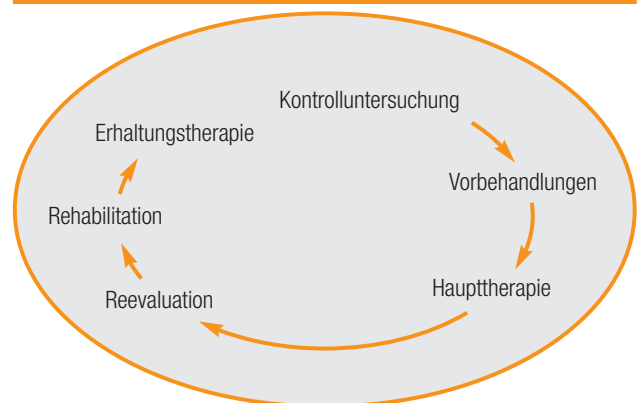 Kontrolluntersuchung
Vorbehandlungen
Haupttherapie
Reevaluation
Rehabilitation
Erhaltungstherapie